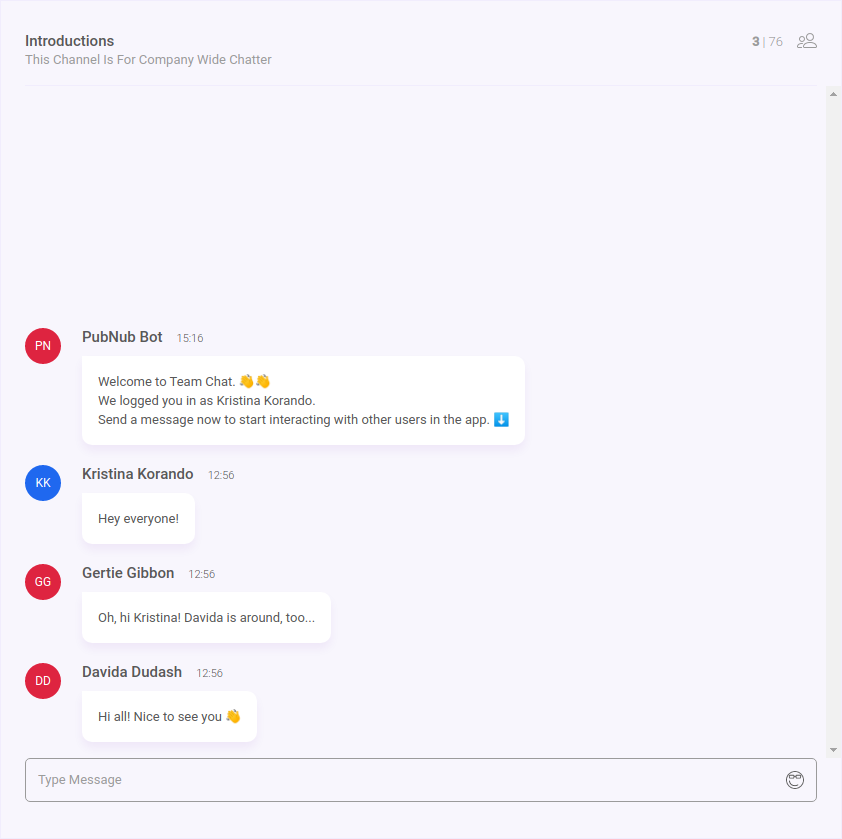 Introductions
3 | 76
This Channel Is For Company Wide Chatter
PN
PubNub Bot 15:16
Welcome to Team Chat. 👋👋
We logged you in as Kristina Korando.
Send a message now to start interacting with other users in the app. ⬇️
KK
Kristina Korando 12:56
Hey everyone!
GG
Gertie Gibbon 12:56
Oh, hi Kristina! Davida is around, too...
DD
Davida Dudash 12:56
Hi all! Nice to see you 👋
Type Message